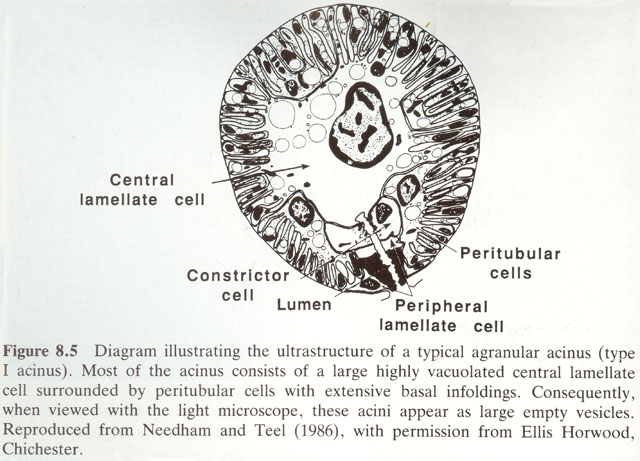 Central
lamellate cell
Peritubular
cells
Constrictor
cell
Lumen
Peripheral
lamellate cell
Figure 8.5 Diagram illustrating the ultrastructure of a typical agranular acinus (type
I acinus). Most of the acinus consists of a large highly vacuolated central lamellate
cell surrounded by peritubular cells with extensive basal infoldings. Consequently,
when viewed with the light microscope, these acini appear as large empty vesicles.
Reproduced from Needham and Teel (1986), with permission from Ellis Horwood,
Chichester.